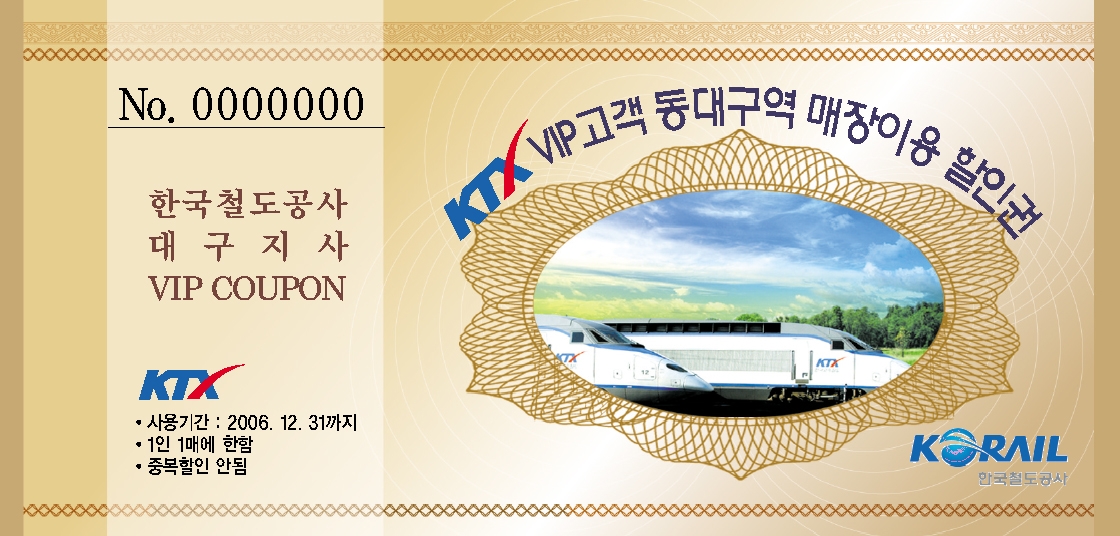 No. 0000000
한국철도공사
대 구 지 사
VIP COUPON
KTX
• 사용기간 : 2006. 12. 31까지
• 1인 1매에 한함
• 중복할인 안됨
KTX VIP고객 동대구역 매장이용 할인권
KTX
12
KTX
KORAIL
한국철도공사